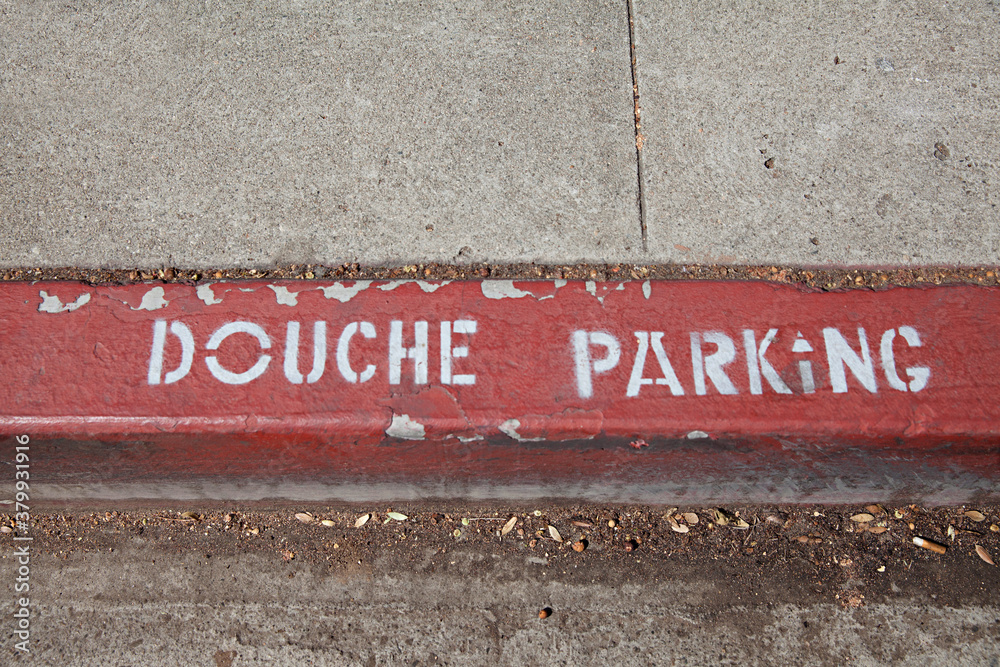 DOUCHE PARKiNG
Adobe Stock | #379931916